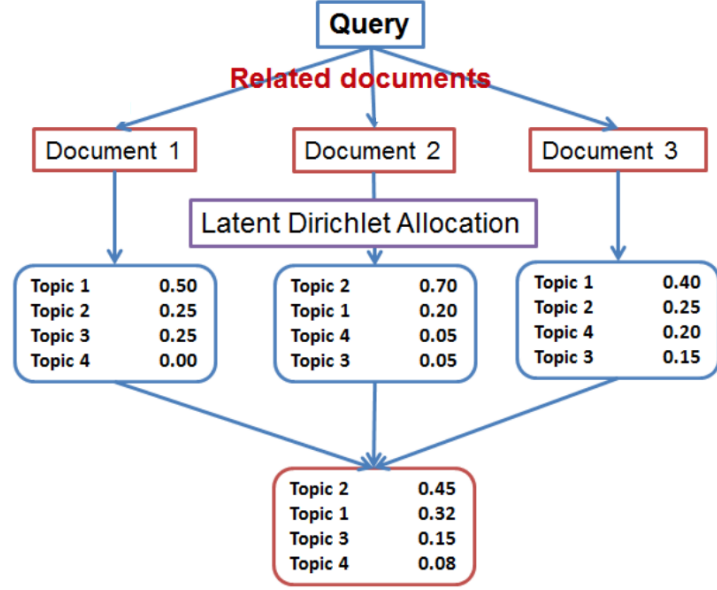 Query
Related documents
Document 1
Document 2
Document 3
Latent Dirichlet Allocation
Topic 1 0.50
Topic 2 0.25
Topic 3 0.25
Topic 4 0.00
Topic 2 0.70
Topic 1 0.20
Topic 4 0.05
Topic 3 0.05
Topic 1 0.40
Topic 2 0.25
Topic 4 0.20
Topic 3 0.15
Topic 2 0.45
Topic 1 0.32
Topic 3 0.15
Topic 4 0.08